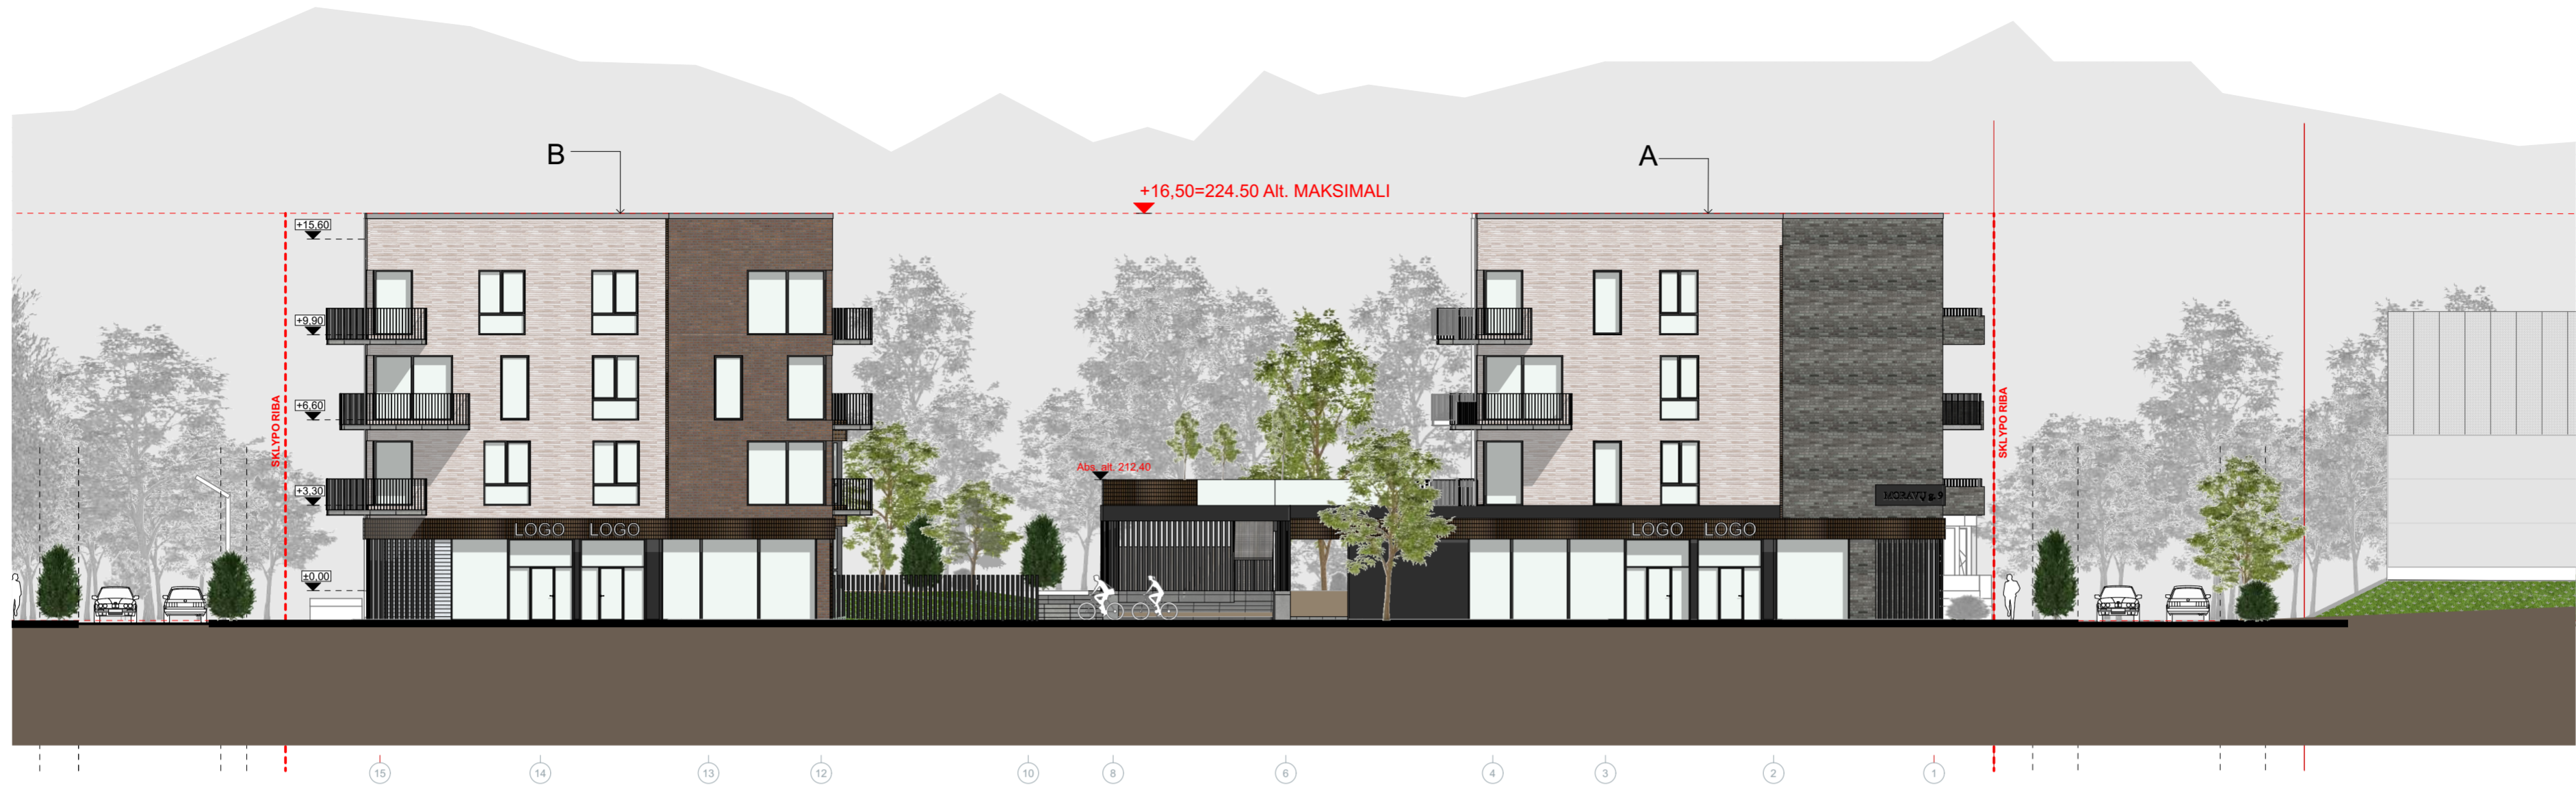 B
A
+16,50=224.50 Alt. MAKSIMALI
+15,60
+9,90
+6,60
+3,30
±0,00
SKLYPO RIBA
SKLYPO RIBA
Abs. alt. 212,40
MORAVŲ g. 9
LOGO LOGO
LOGO LOGO
15 14 13 12 10 8 6 4 3 2 1